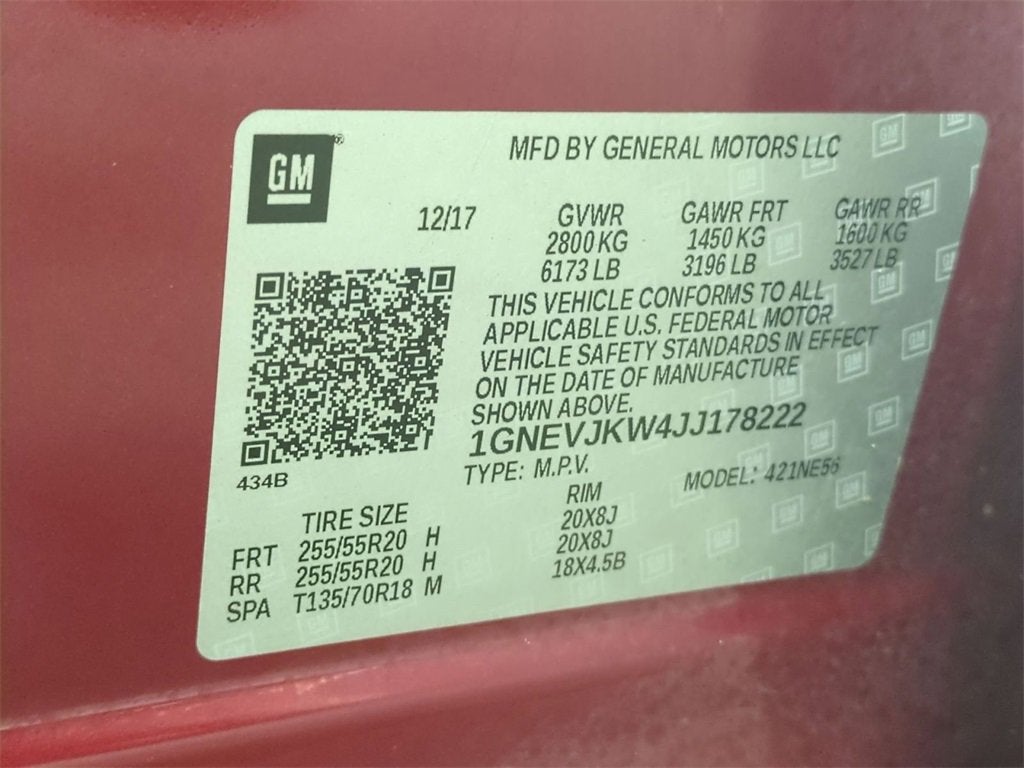 GM®
MFD BY GENERAL MOTORS LLC
12/17 GVWR GAWR FRT GAWR RR
2800 KG 1450 KG 1600 KG
6173 LB 3196 LB 3527 LB
THIS VEHICLE CONFORMS TO ALL
APPLICABLE U.S. FEDERAL MOTOR
VEHICLE SAFETY STANDARDS IN EFFECT
ON THE DATE OF MANUFACTURE
SHOWN ABOVE.
1GNEVJKW4JJ178222
434B
TYPE: M.P.V. MODEL: 421NE56
TIRE SIZE RIM
FRT 255/55R20 H 20X8J
RR 255/55R20 H 20X8J
SPA T135/70R18 M 18X4.5B